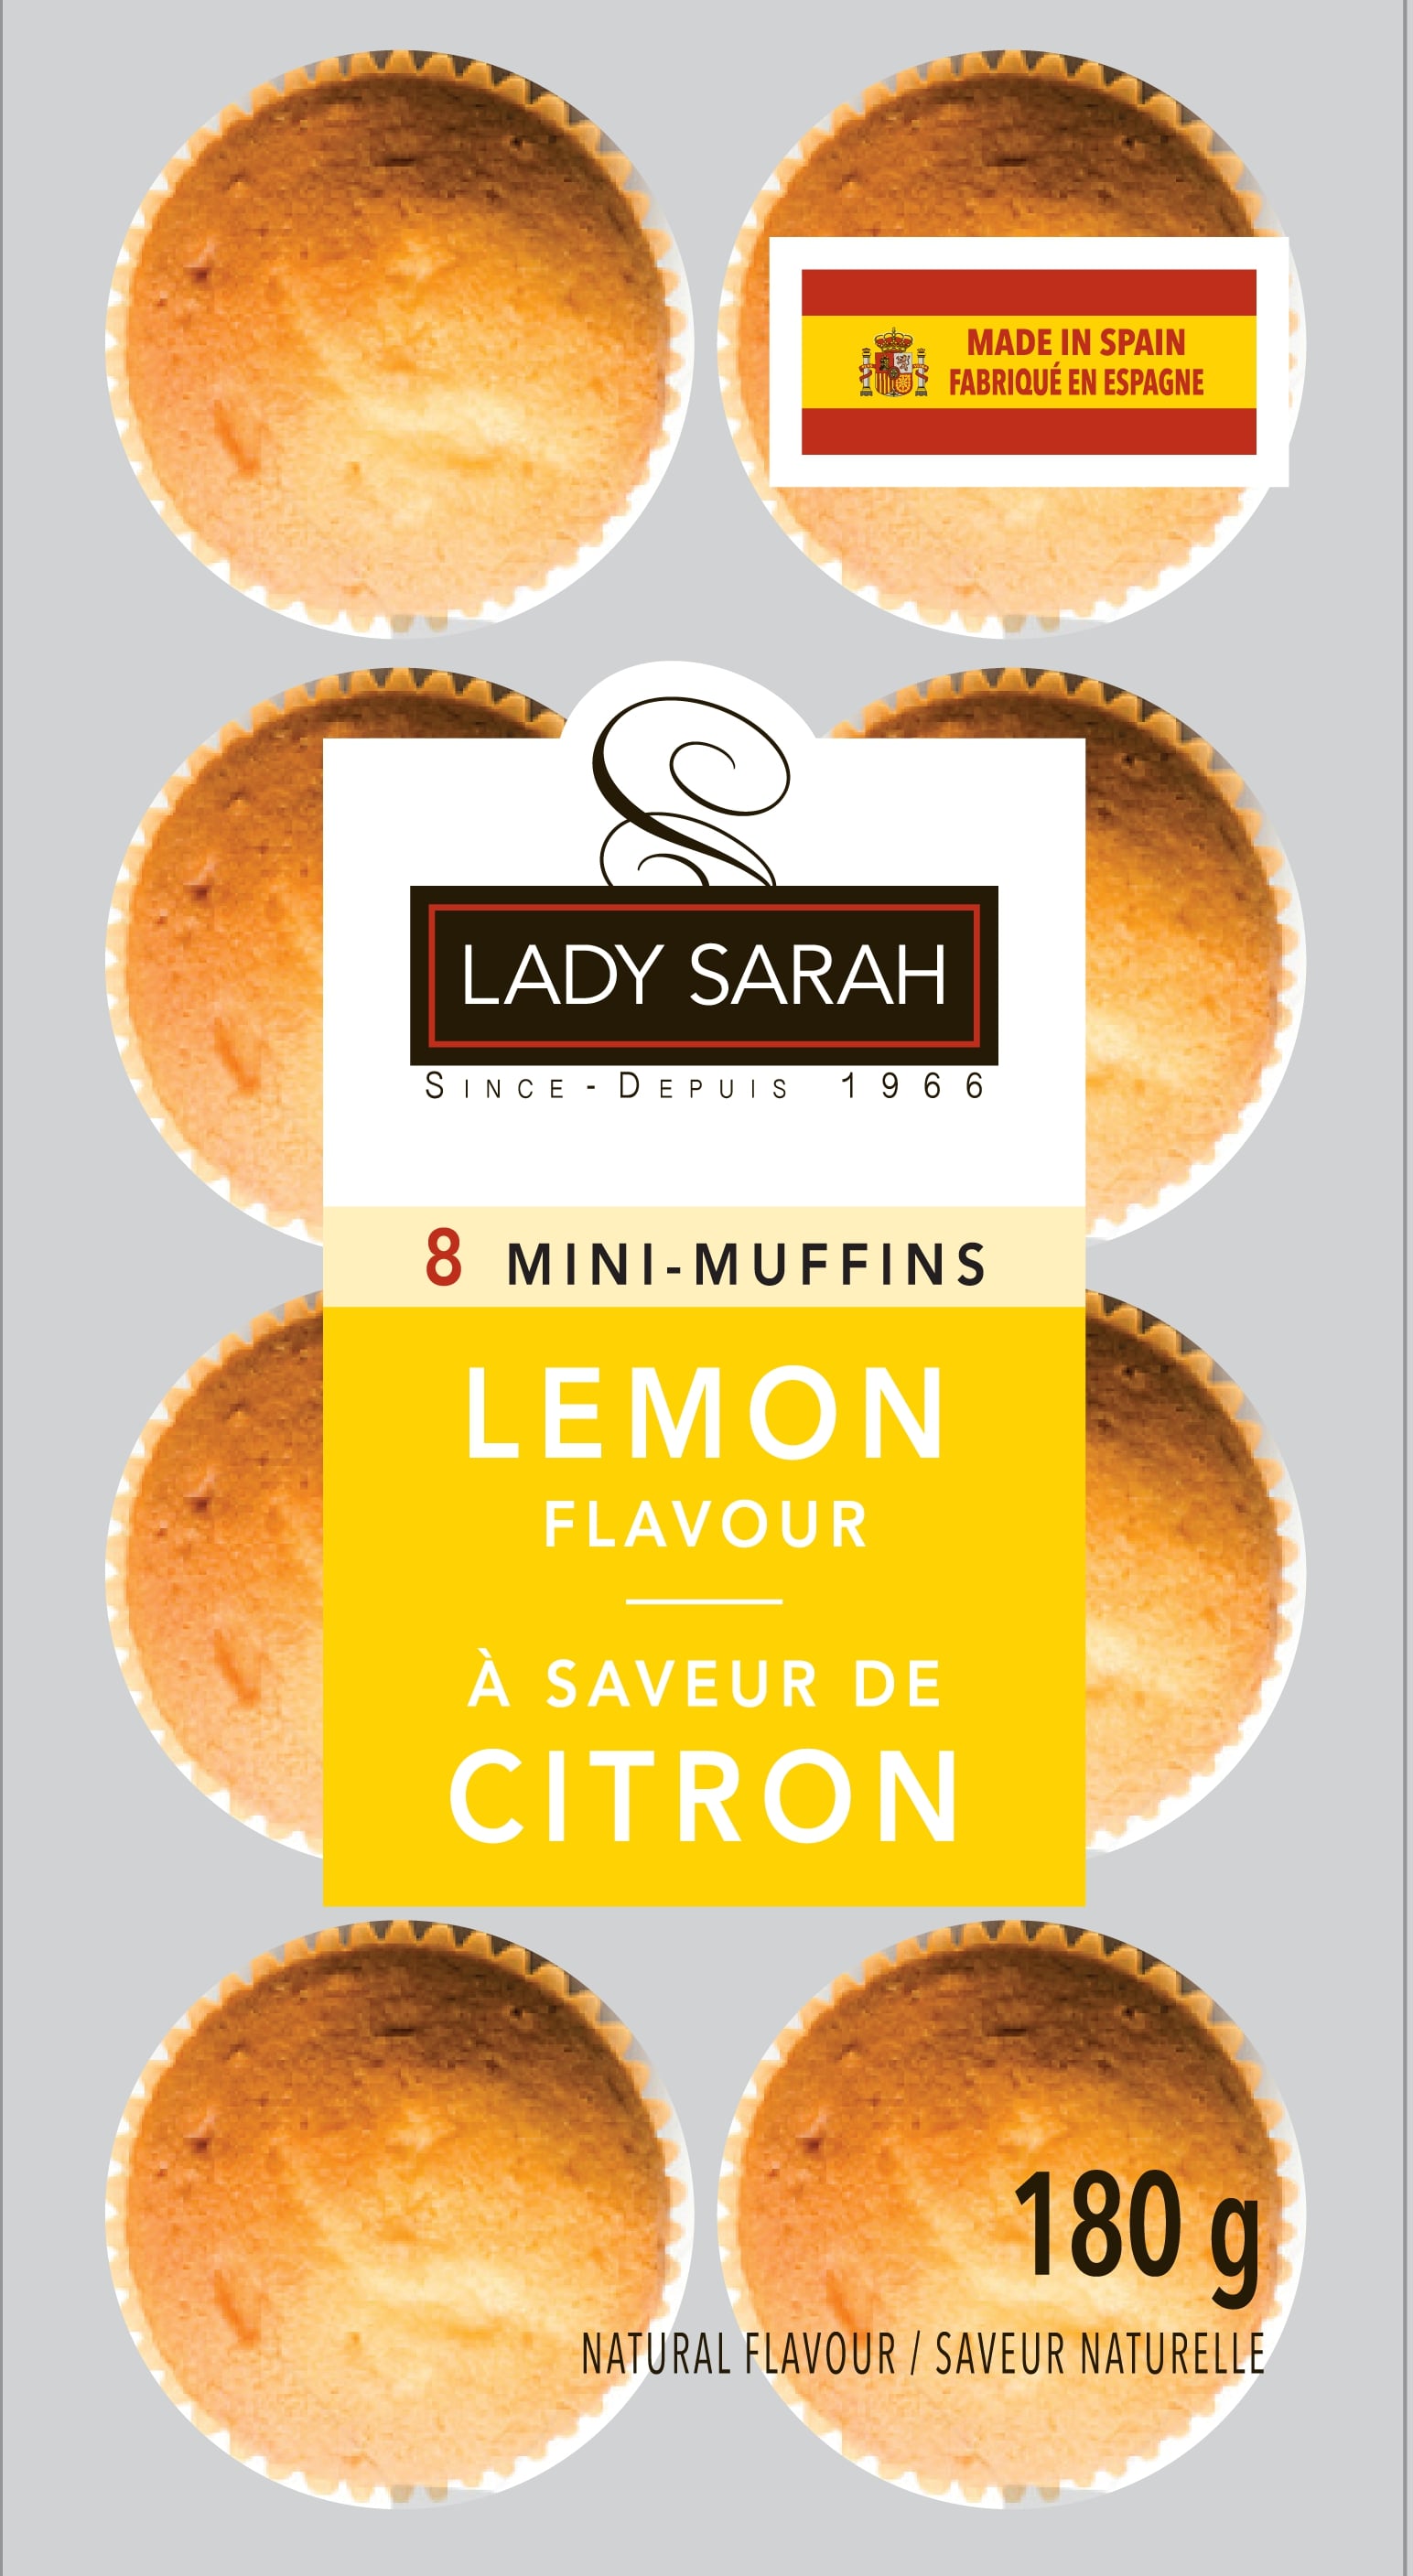 MADE IN SPAIN
FABRIQUÉ EN ESPAGNE
LADY SARAH
SINCE-DEPUIS 1966
8 MINI-MUFFINS
LEMON
FLAVOUR
À SAVEUR DE
CITRON
180 g
NATURAL FLAVOUR / SAVEUR NATURELLE